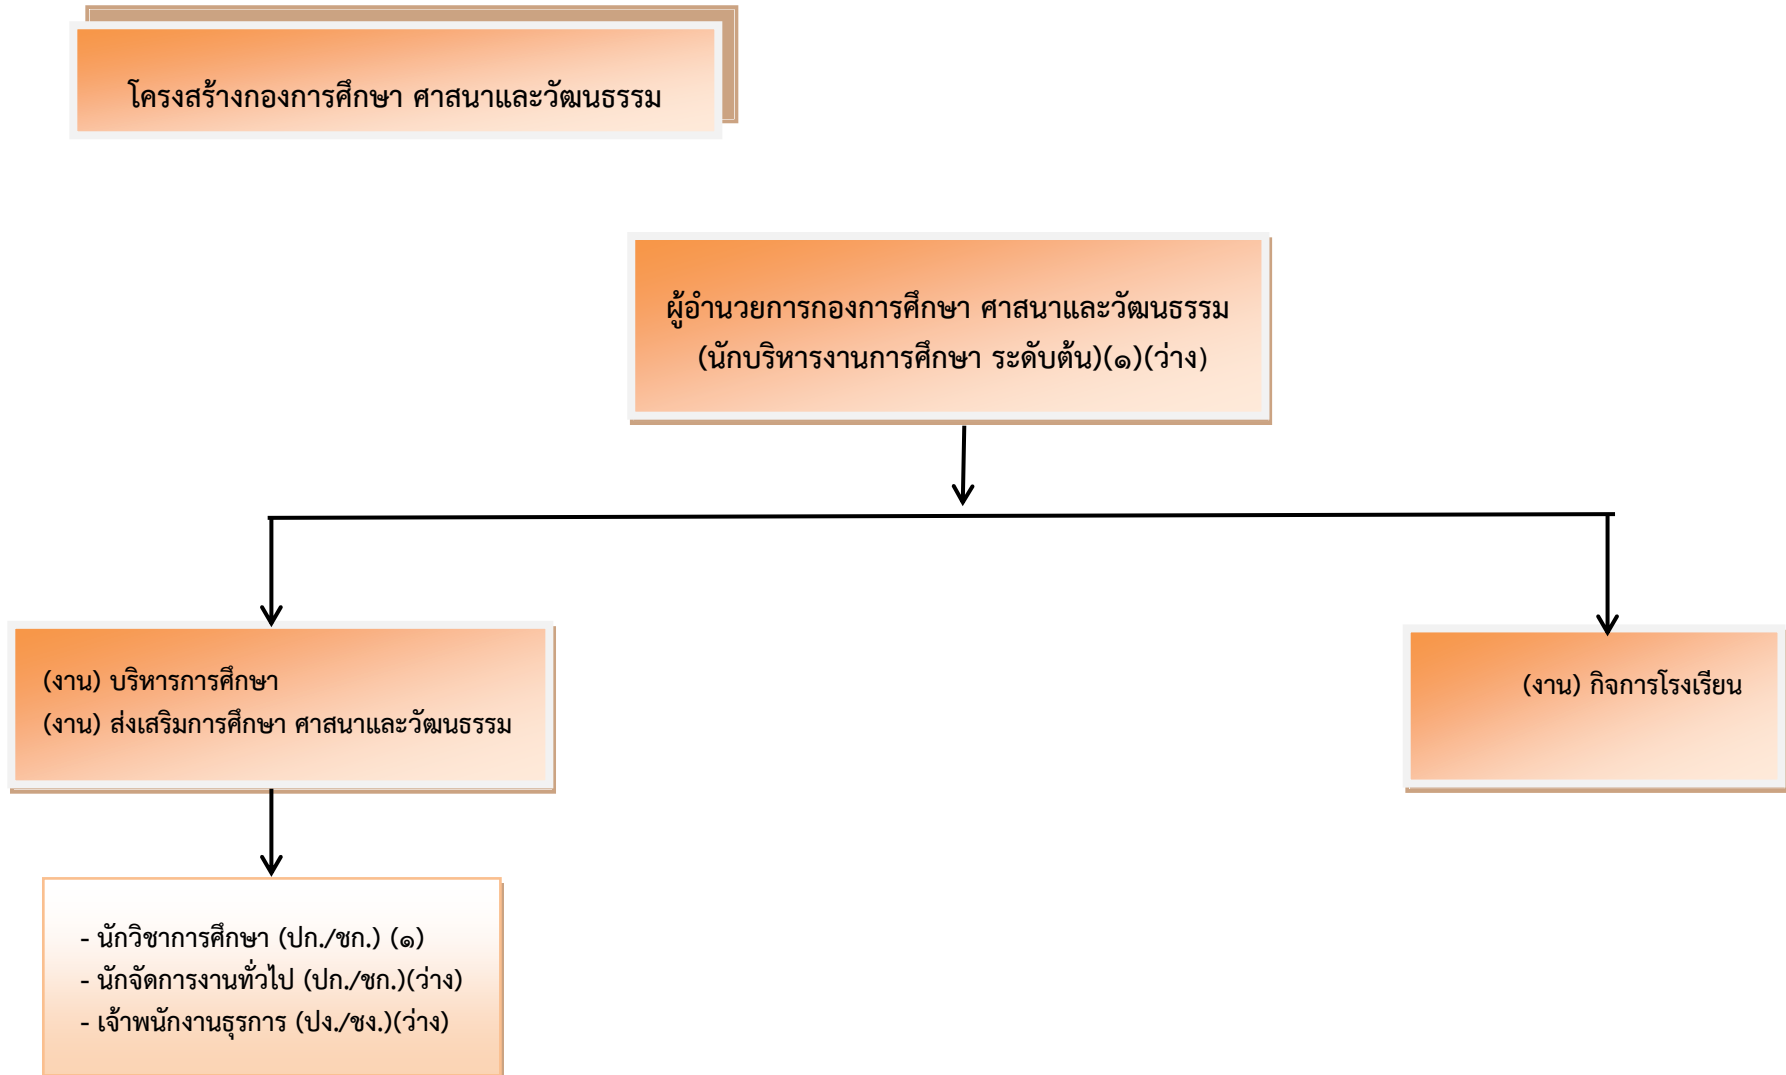 โครงสร้างกองการศึกษา ศาสนาและวัฒนธรรม
ผู้อำนวยการกองการศึกษา ศาสนาและวัฒนธรรม
(นักบริหารงานการศึกษา ระดับต้น)(๑)(ว่าง)
(งาน) บริหารการศึกษา
(งาน) ส่งเสริมการศึกษา ศาสนาและวัฒนธรรม
(งาน) กิจการโรงเรียน
- นักวิชาการศึกษา (ปก./ชก.) (๑)
- นักจัดการงานทั่วไป (ปก./ชก.)(ว่าง)
- เจ้าพนักงานธุรการ (ปง./ชง.)(ว่าง)